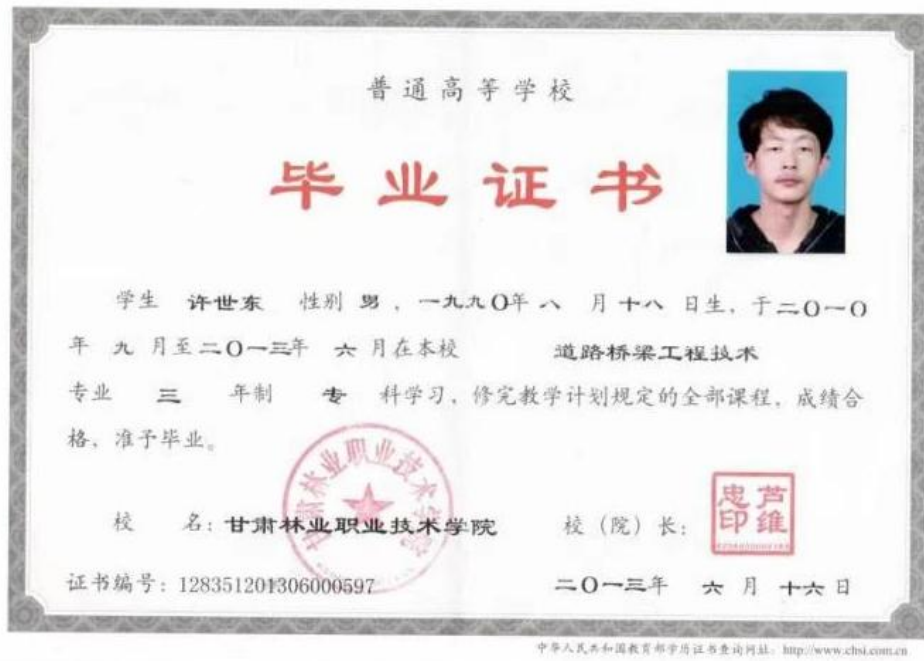 普通高等学校
毕业证书
学生 许世东 性别 男，一九九〇年 八 月 十八 日生，于二〇一〇
年 九 月至二〇一三年 六 月在本校 道路桥梁工程技术
专业 三 年制 专 科学习，修完教学计划规定的全部课程，成绩合
格，准予毕业。
甘肃林业职业技术学院
校 名：甘肃林业职业技术学院 校（院）长：
芦维忠印
证书编号：128351201306000597 二〇一三年 六 月 十六 日
中华人民共和国教育部学历证书查询网址：http://www.chsi.com.cn